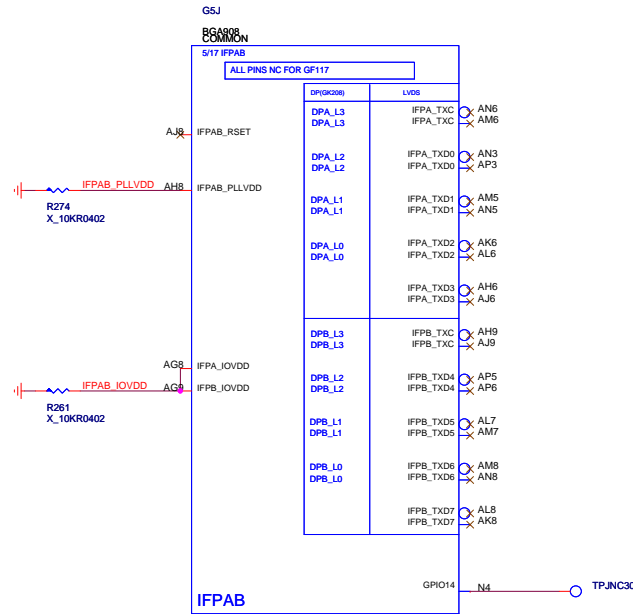 G5J
BGA908
COMMON
5/17 IFPAB
ALL PINS NC FOR GF117
DP(GK208) LVDS
DPA_L3 IFPA_TXC AN6
DPA_L3 IFPA_TXC AM6
AJ8 IFPAB_RSET
DPA_L2 IFPA_TXD0 AN3
DPA_L2 IFPA_TXD0 AP3
IFPAB_PLLVDD AH8 IFPAB_PLLVDD
R274
X_10KR0402
DPA_L1 IFPA_TXD1 AM5
DPA_L1 IFPA_TXD1 AN5
DPA_L0 IFPA_TXD2 AK6
DPA_L0 IFPA_TXD2 AL6
IFPA_TXD3 AH6
IFPA_TXD3 AJ6
DPB_L3 IFPB_TXC AH9
DPB_L3 IFPB_TXC AJ9
AG8 IFPA_IOVDD
IFPAB_IOVDD AG9 IFPB_IOVDD
R261
X_10KR0402
DPB_L2 IFPB_TXD4 AP5
DPB_L2 IFPB_TXD4 AP6
DPB_L1 IFPB_TXD5 AL7
DPB_L1 IFPB_TXD5 AM7
DPB_L0 IFPB_TXD6 AM8
DPB_L0 IFPB_TXD6 AN8
IFPB_TXD7 AL8
IFPB_TXD7 AK8
GPIO14 N4 TPJNC30
IFPAB